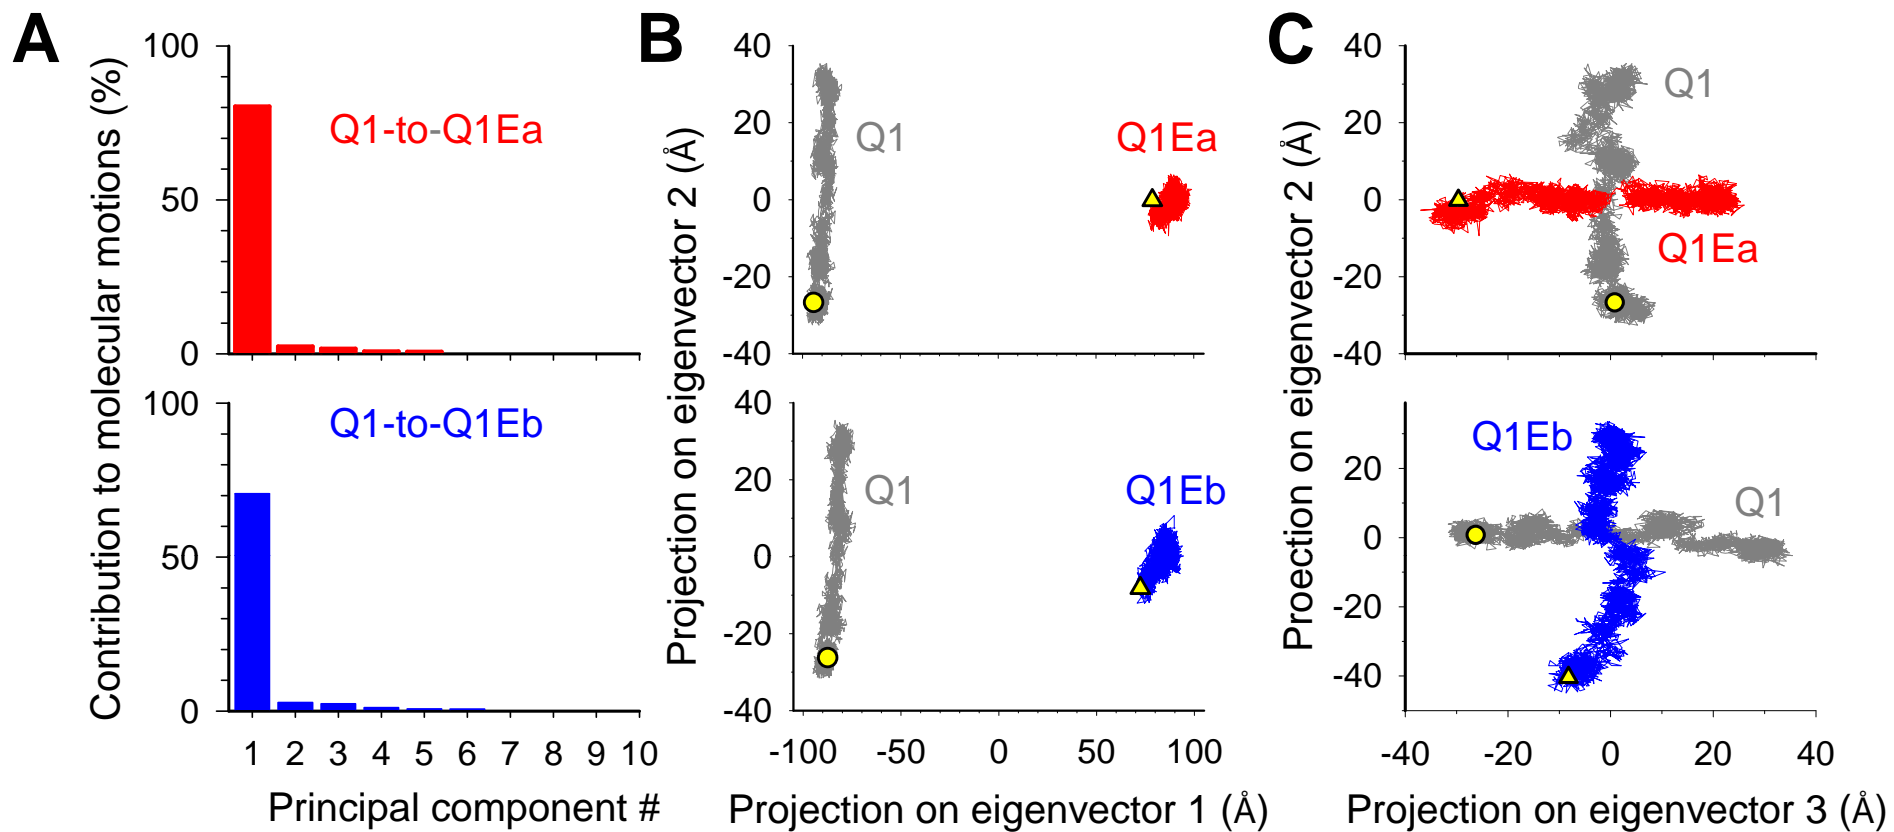 A
B
C
Contribution to molecular motions (%)
100
50
0
Q1-to-Q1Ea
100
50
0
Q1-to-Q1Eb
1 2 3 4 5 6 7 8 9 10
Principal component #
Projection on eigenvector 2 (Å)
40
20
0
-20
-40
Q1
Q1Ea
40
20
0
-20
-40
Q1
Q1Eb
-100 -50 0 50 100
Projection on eigenvector 1 (Å)
Proection on eigenvector 2 (Å)
40
20
0
-20
-40
Q1
Q1Ea
20
0
-20
-40
Q1Eb
Q1
-40 -20 0 20 40
Projection on eigenvector 3 (Å)